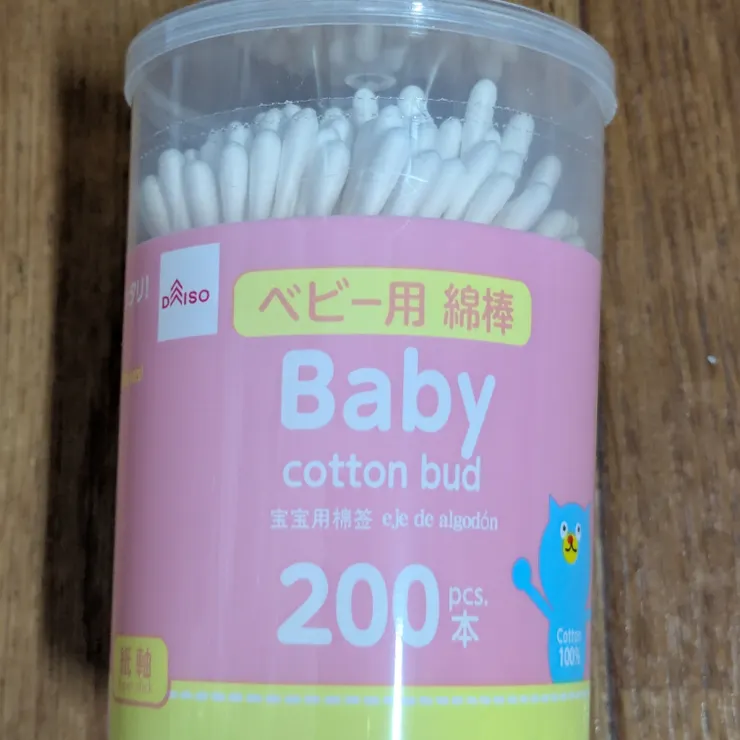 DAISO
ベビー用 綿棒
Baby
cotton bud
宝宝用棉签 eje de algodón
200 pcs.
本
Cotton
100%
紙軸